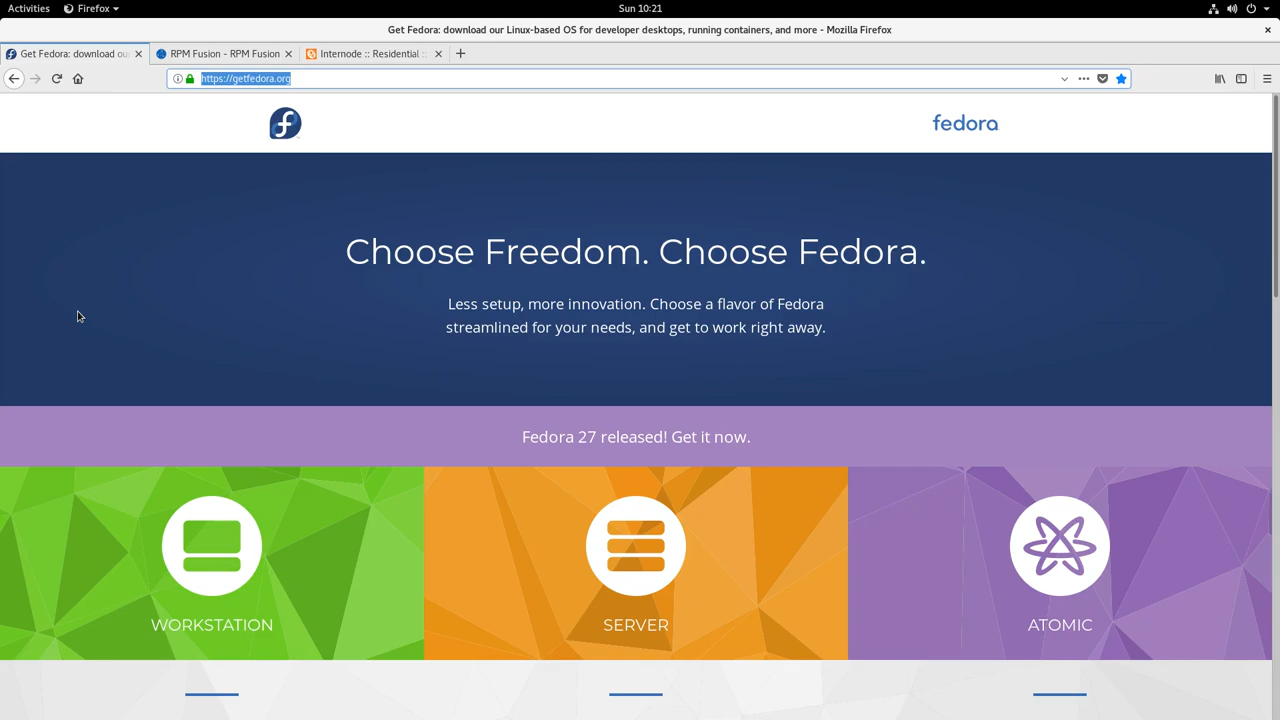 Activities
Firefox
Sun 10:21
Get Fedora: download our Linux-based OS for developer desktops, running containers, and more - Mozilla Firefox
Get Fedora: download ou
RPM Fusion - RPM Fusion
Internode :: Residential ::
https://getfedora.org
fedora
Choose Freedom. Choose Fedora.
Less setup, more innovation. Choose a flavor of Fedora
streamlined for your needs, and get to work right away.
Fedora 27 released! Get it now.
WORKSTATION
SERVER
ATOMIC